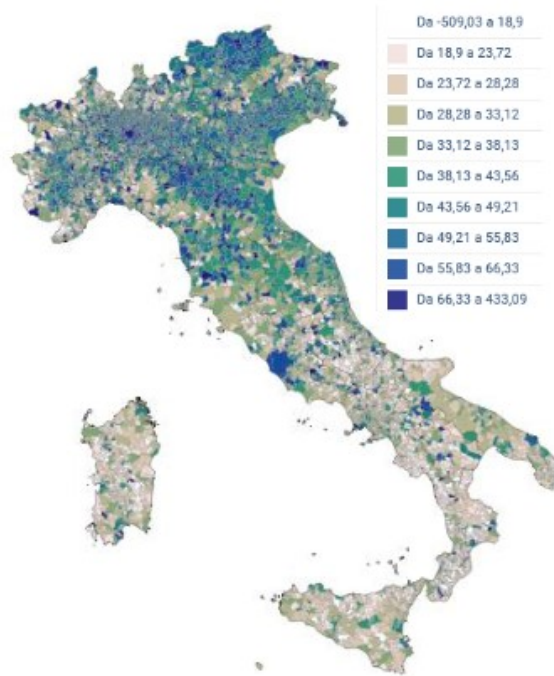 Da -509,03 a 18,9
Da 18,9 a 23,72
Da 23,72 a 28,28
Da 28,28 a 33,12
Da 33,12 a 38,13
Da 38,13 a 43,56
Da 43,56 a 49,21
Da 49,21 a 55,83
Da 55,83 a 66,33
Da 66,33 a 433,09